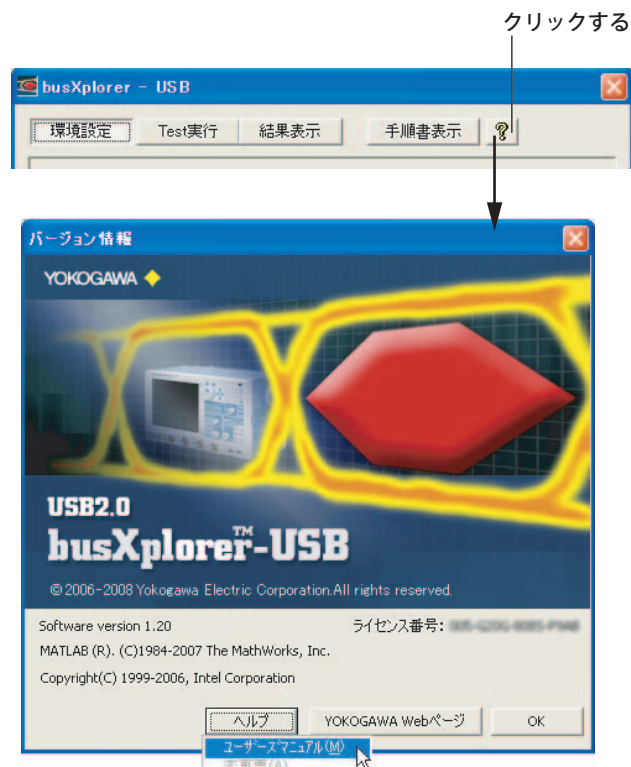 クリックする
busXplorer - USB
環境設定 Test実行 結果表示 手順書表示 ?
バージョン情報
YOKOGAWA
USB2.0
busXplorer™-USB
© 2006-2008 Yokogawa Electric Corporation.All rights reserved.
Software version 1.20 ライセンス番号:
MATLAB (R). (C)1984-2007 The MathWorks, Inc.
Copyright(C) 1999-2006, Intel Corporation
ヘルプ YOKOGAWA Webページ OK
ユーザーズマニュアル(M)